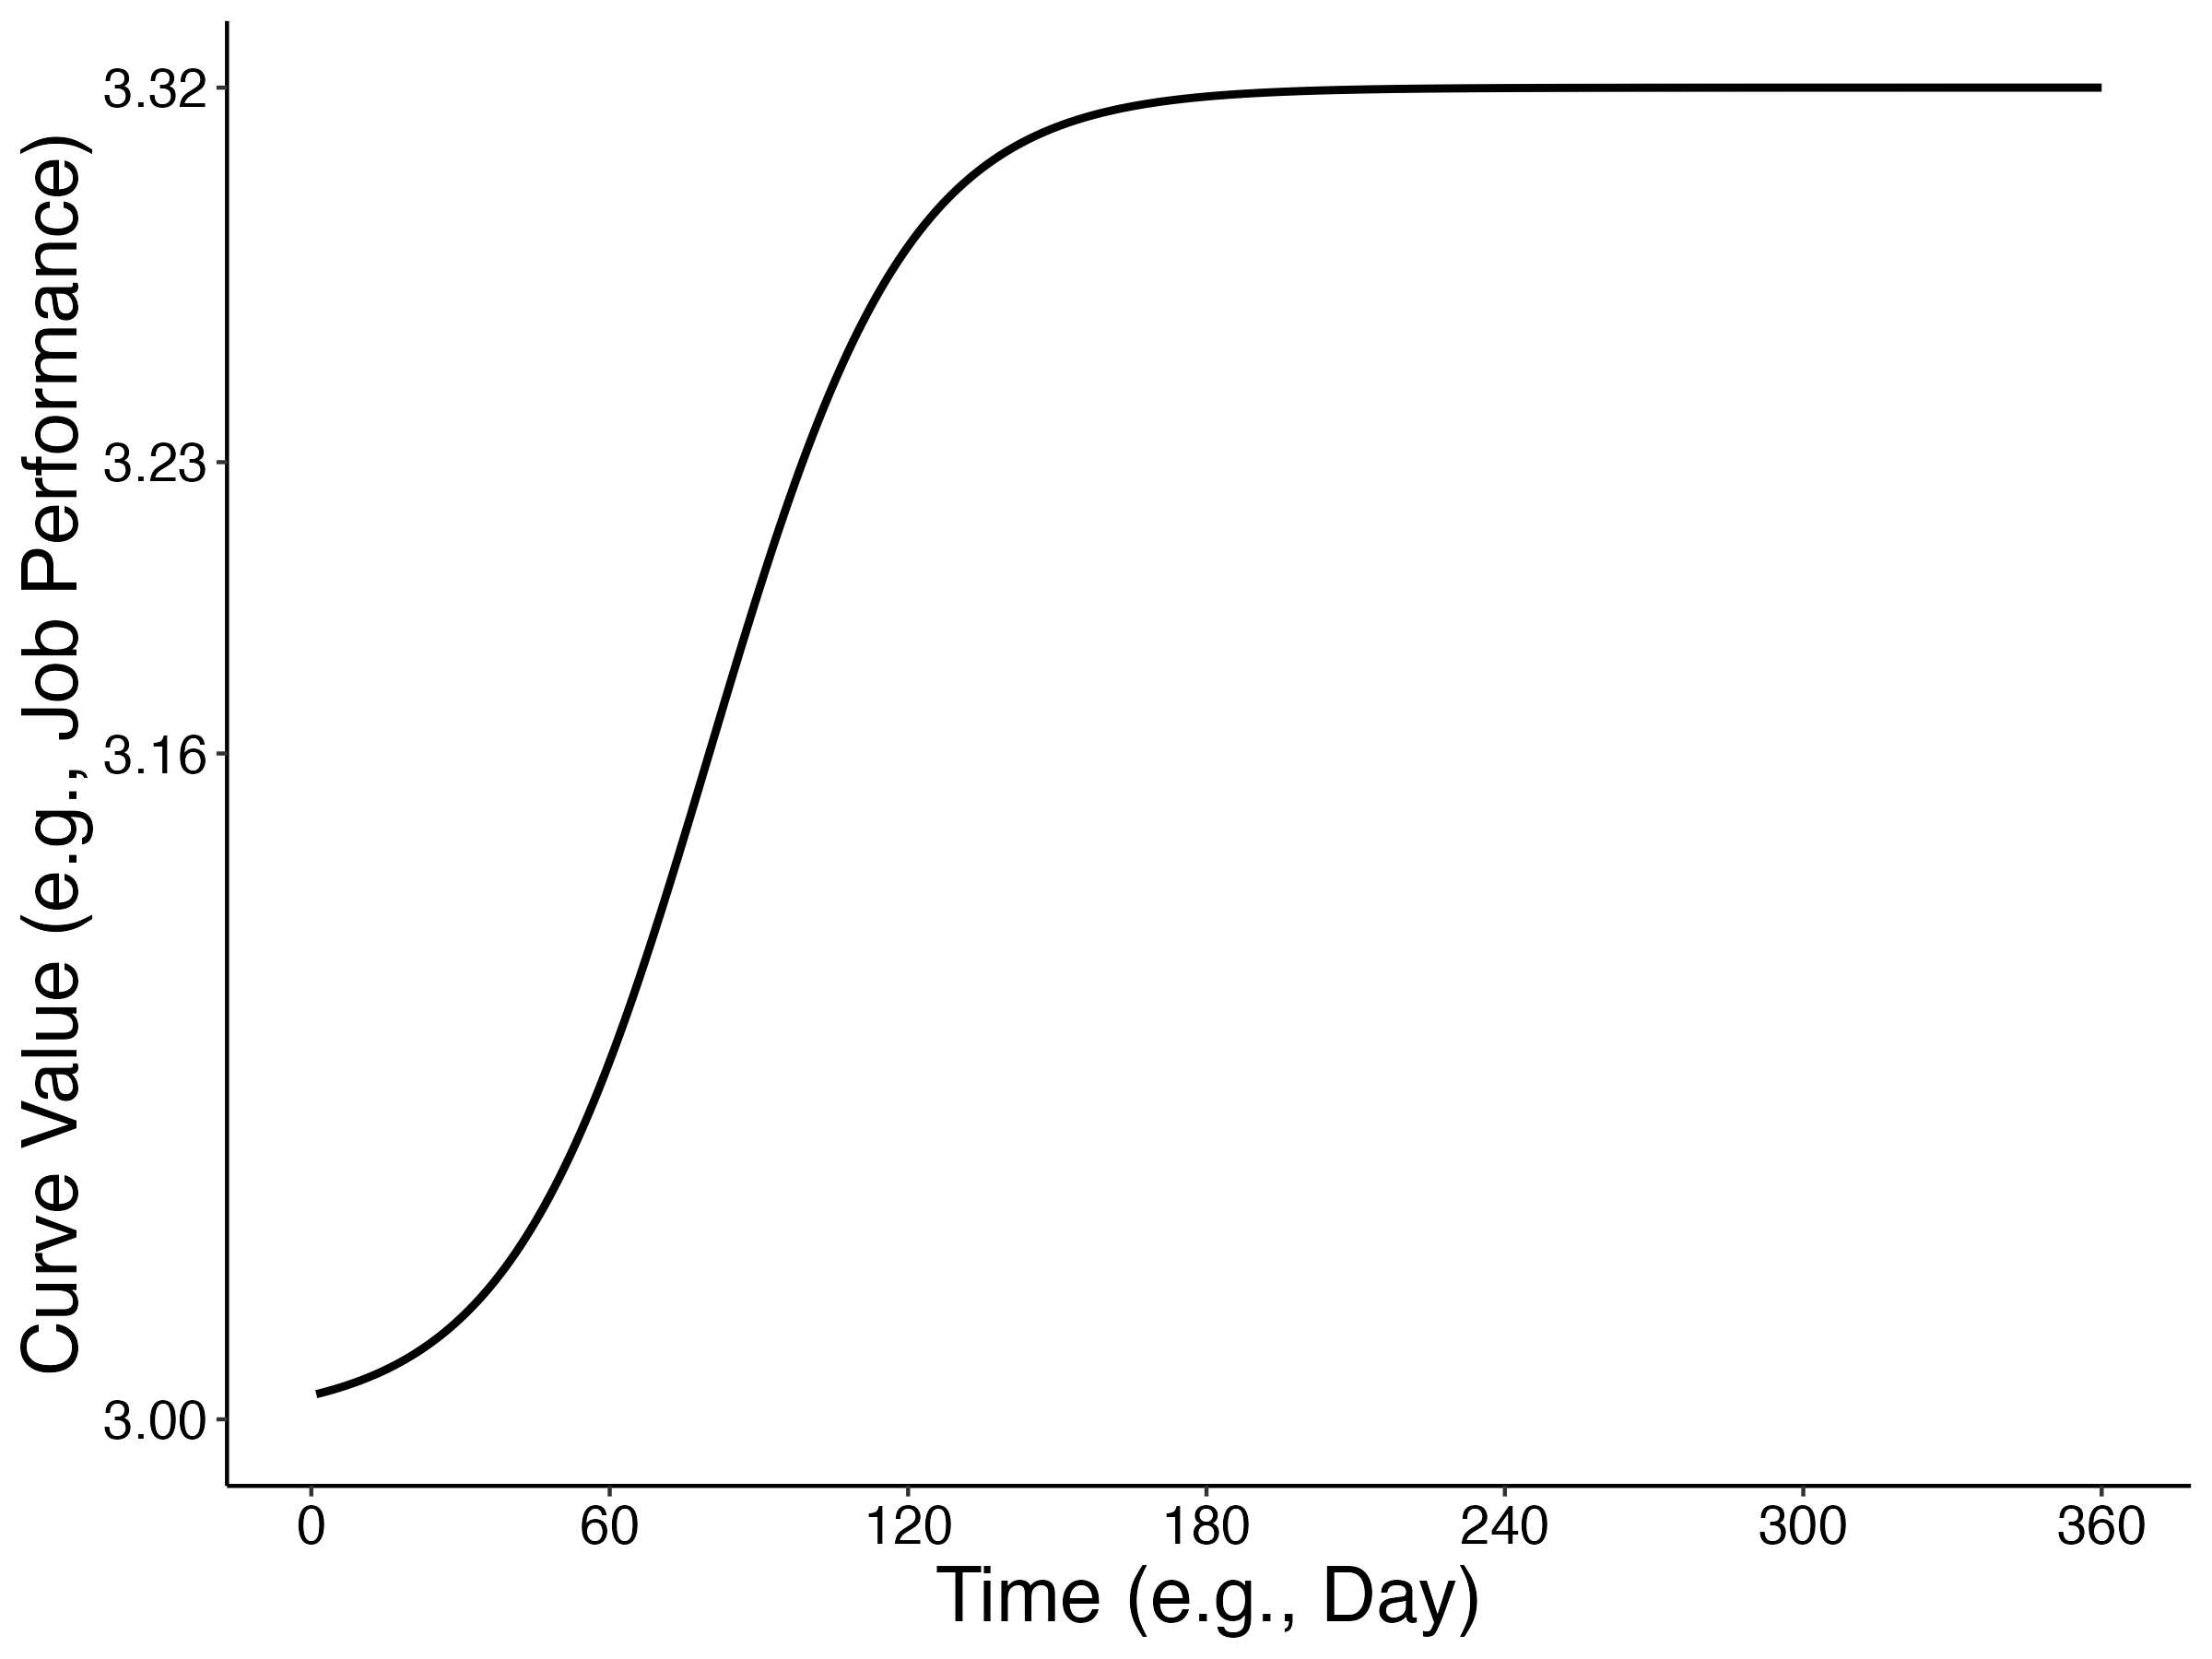 Curve Value (e.g., Job Performance)
3.32
3.23
3.16
3.00
0 60 120 180 240 300 360
Time (e.g., Day)